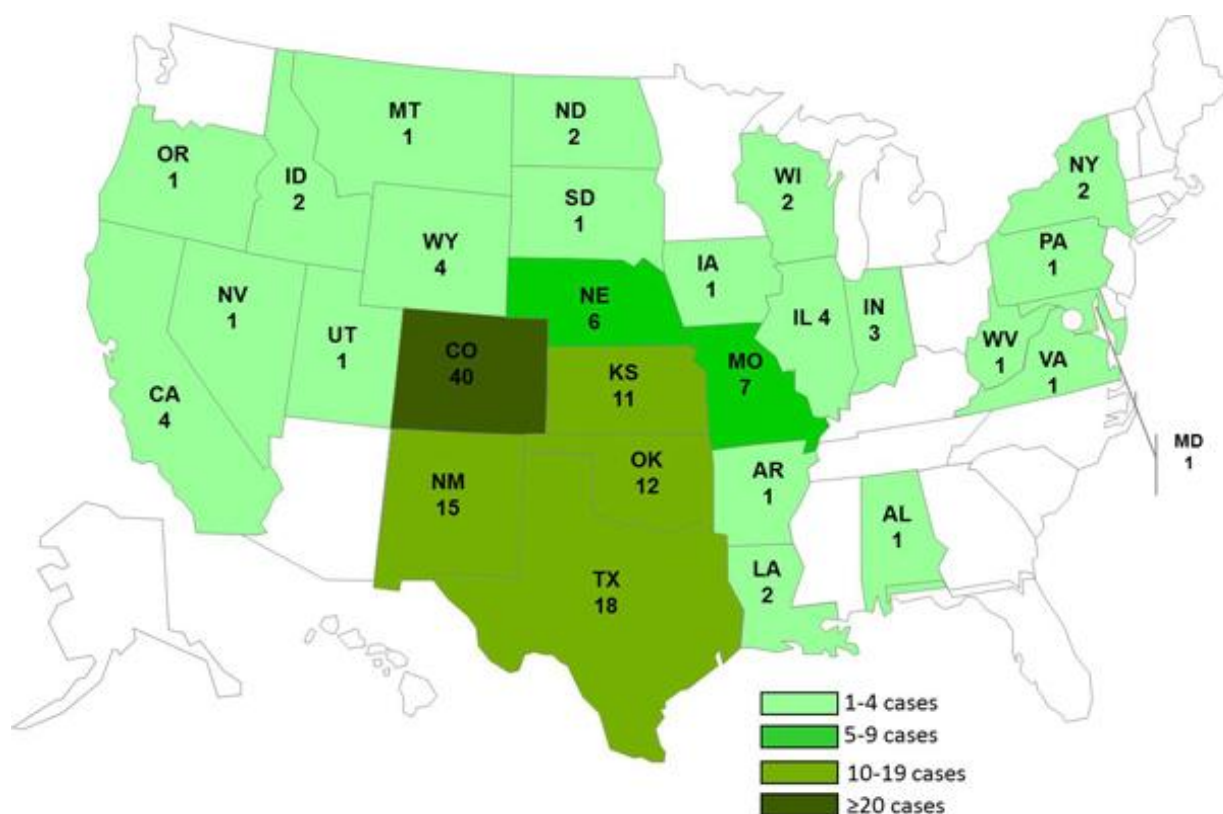 MT
1
ND
2
OR
1
ID
2
SD
1
WI
2
NY
2
WY
4
IA
1
PA
1
NV
1
NE
6
IL 4
IN
3
UT
1
CO
40
WV
1
VA
1
CA
4
KS
11
MO
7
MD
1
NM
15
OK
12
AR
1
AL
1
TX
18
LA
2
1-4 cases
5-9 cases
10-19 cases
≥20 cases